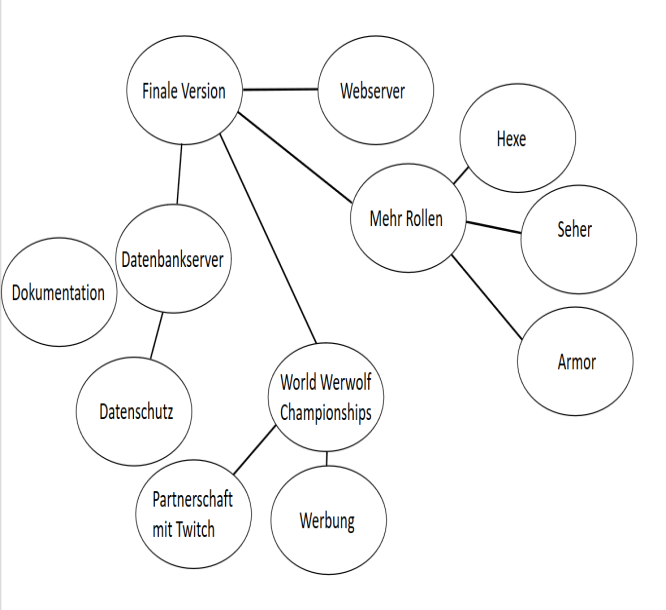 Finale Version
Webserver
Hexe
Mehr Rollen
Seher
Datenbankserver
Dokumentation
Armor
World Werwolf
Championships
Datenschutz
Partnerschaft
mit Twitch
Werbung